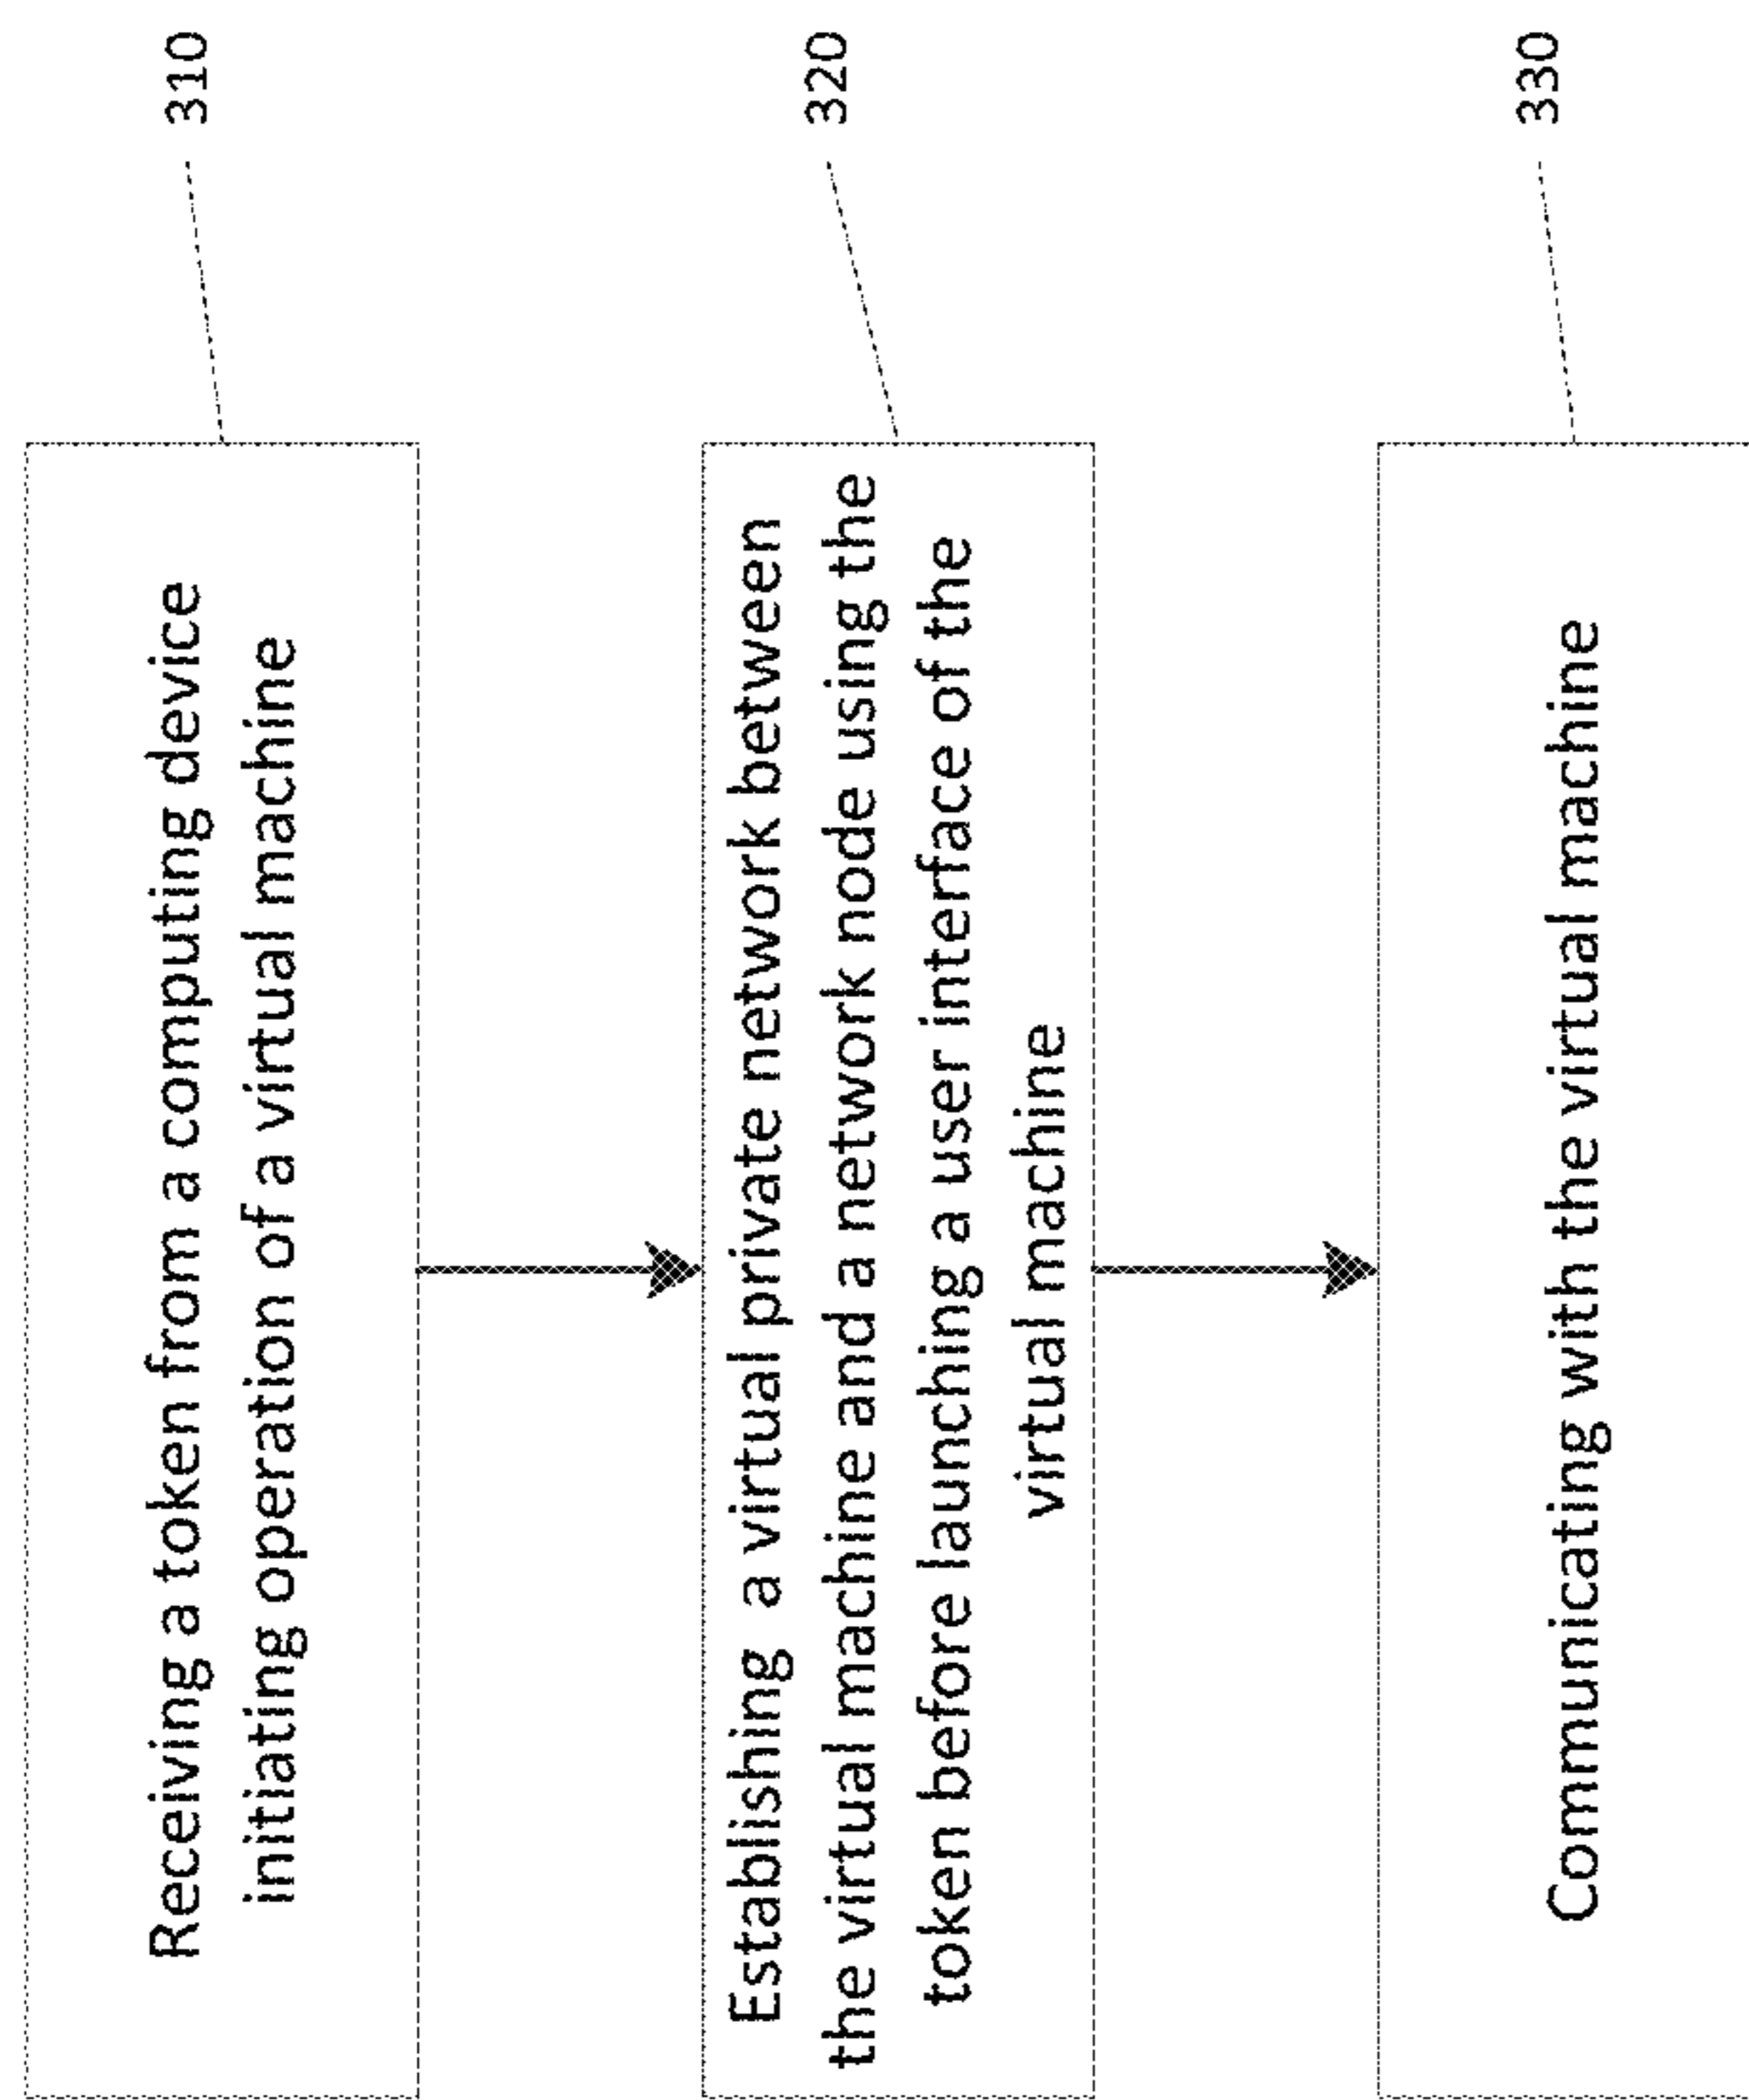 Receiving a token from a computing device
initiating operation of a virtual machine
310
Establishing a virtual private network between
the virtual machine and a network node using the
token before launching a user interface of the
virtual machine
320
Communicating with the virtual machine
330